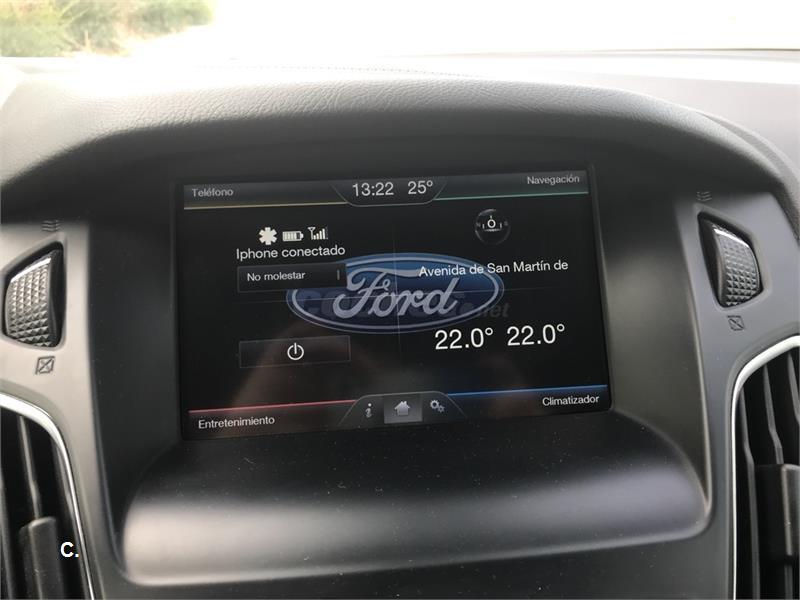 Teléfono
13:22 25°
Navegación
Iphone conectado
No molestar
Avenida de San Martín de
Ford
.net
22.0° 22.0°
Entretenimiento
i
Climatizador
C.